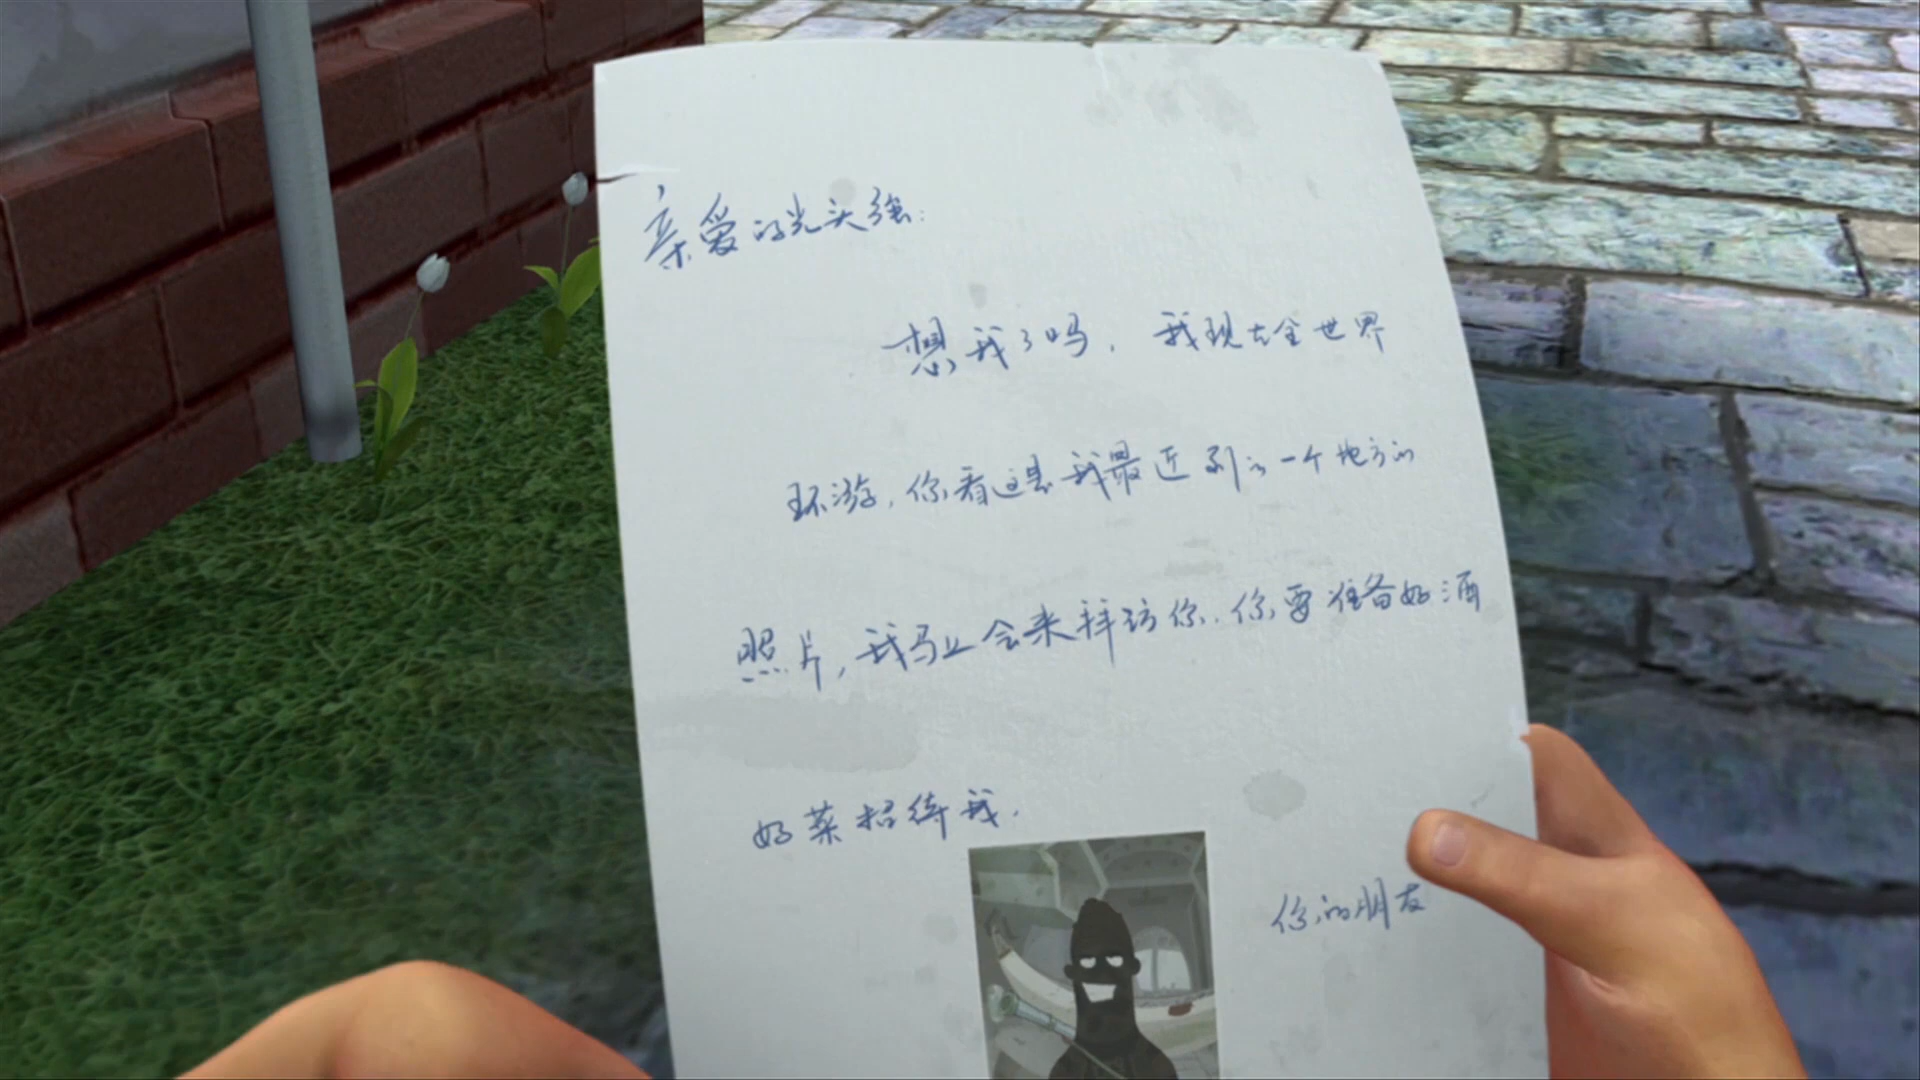 亲爱的光头强：
想我了吗，我现在全世界
环游，你看这是我最近到的一个地方的
照片，我马上会来拜访你，你要准备好酒
好菜招待我.
你的朋友